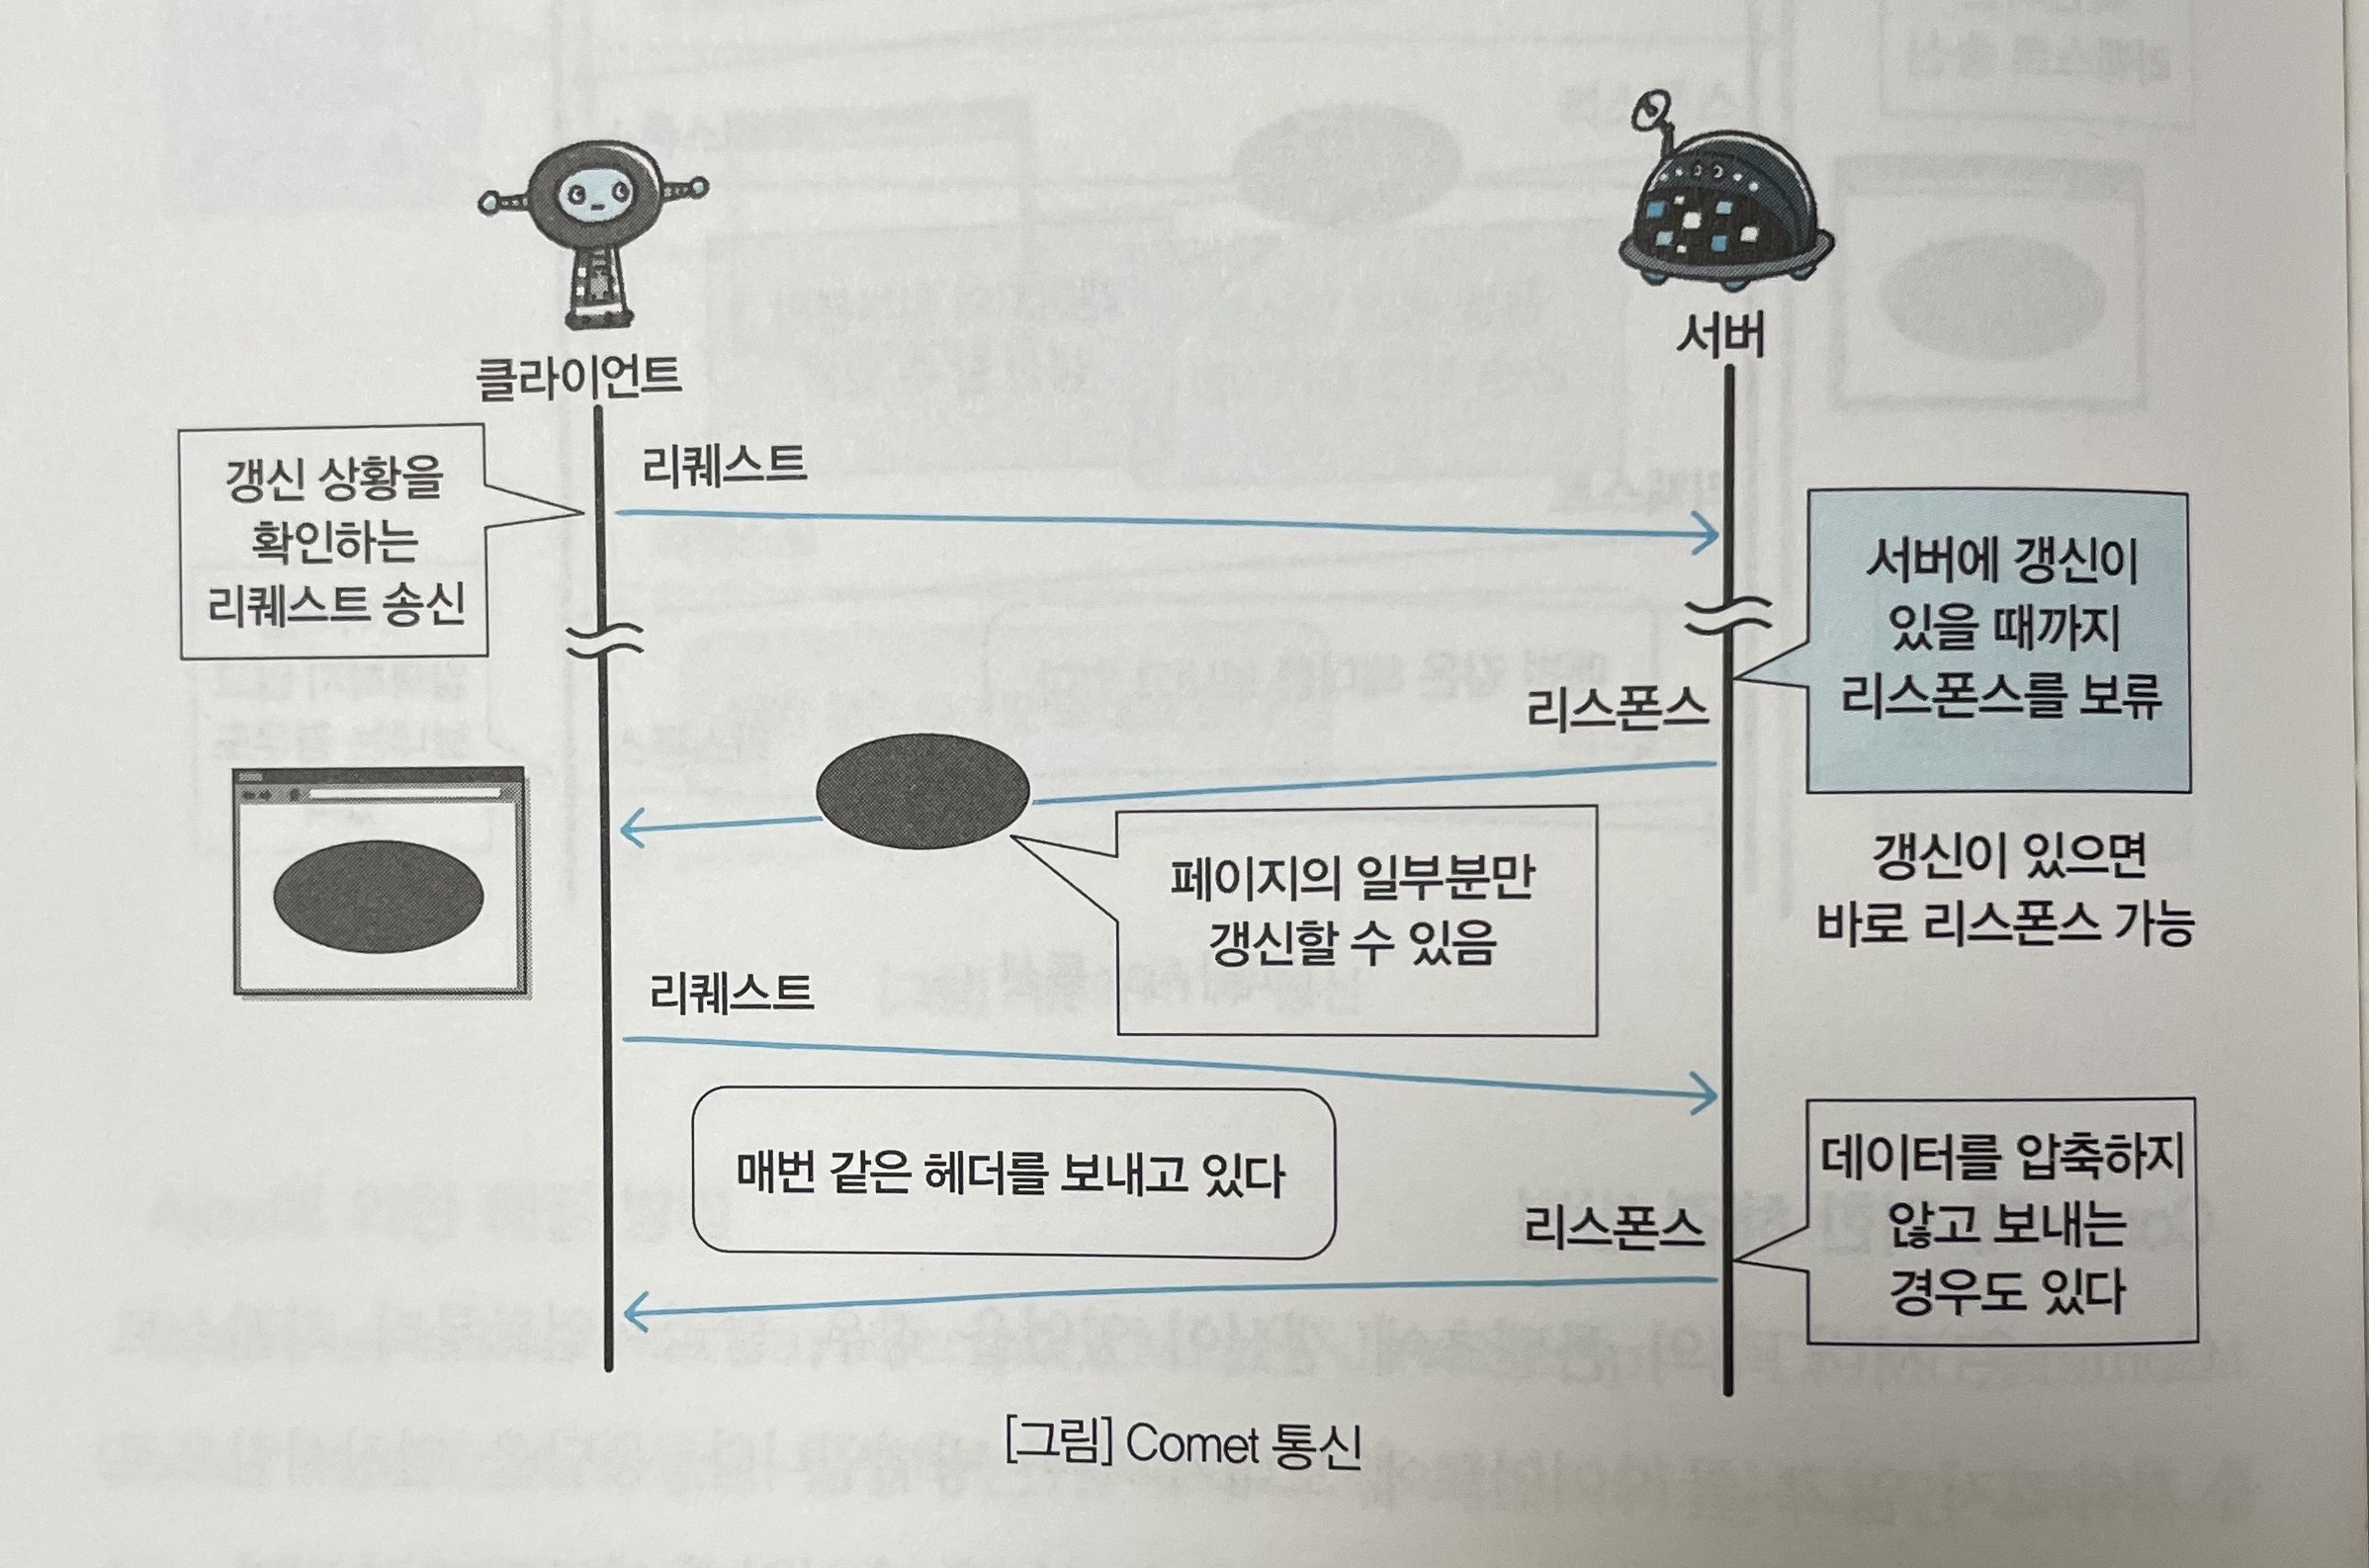 클라이언트
서버
갱신 상황을
확인하는
리퀘스트 송신
리퀘스트
서버에 갱신이
있을 때까지
리스폰스를 보류
리스폰스
갱신이 있으면
바로 리스폰스 가능
페이지의 일부분만
갱신할 수 있음
리퀘스트
매번 같은 헤더를 보내고 있다
리스폰스
데이터를 압축하지
않고 보내는
경우도 있다
[그림] Comet 통신